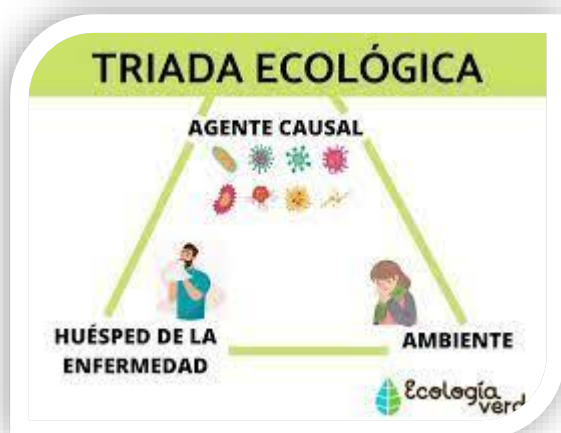 TRIADA ECOLÓGICA
AGENTE CAUSAL
HUÉSPED DE LA
ENFERMEDAD
AMBIENTE
Ecología
verd